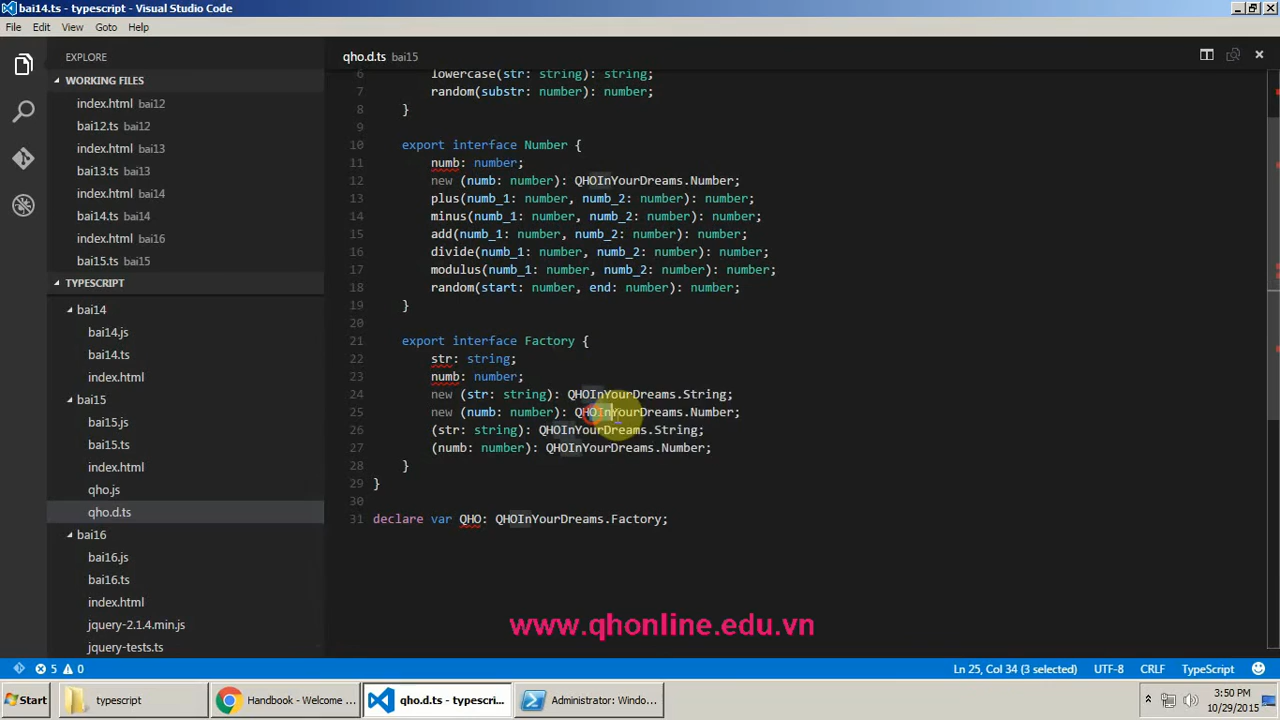 bai14.ts - typescript - Visual Studio Code
File Edit View Goto Help
EXPLORE
WORKING FILES
index.html bai12
bai12.ts bai12
index.html bai13
bai13.ts bai13
index.html bai14
bai14.ts bai14
index.html bai16
bai15.ts bai15
TYPESCRIPT
bai14
bai14.js
bai14.ts
index.html
bai15
bai15.js
bai15.ts
index.html
qho.js
qho.d.ts
bai16
bai16.js
bai16.ts
index.html
jquery-2.1.4.min.js
jquery-tests.ts
qho.d.ts bai15
6 lowercase(str: string): string;
7 random(substr: number): number;
8 }
9
10 export interface Number {
11 numb: number;
12 new (numb: number): QHOInYourDreams.Number;
13 plus(numb_1: number, numb_2: number): number;
14 minus(numb_1: number, numb_2: number): number;
15 add(numb_1: number, numb_2: number): number;
16 divide(numb_1: number, numb_2: number): number;
17 modulus(numb_1: number, numb_2: number): number;
18 random(start: number, end: number): number;
19 }
20
21 export interface Factory {
22 str: string;
23 numb: number;
24 new (str: string): QHOInYourDreams.String;
25 new (numb: number): QHOInYourDreams.Number;
26 (str: string): QHOInYourDreams.String;
27 (numb: number): QHOInYourDreams.Number;
28 }
29 }
30
31 declare var QHO: QHOInYourDreams.Factory;
www.qhonline.edu.vn
5 0 Ln 25, Col 34 (3 selected) UTF-8 CRLF TypeScript
Start typescript Handbook - Welcome ... qho.d.ts - typescri... Administrator: Windo... 3:50 PM
10/29/2015